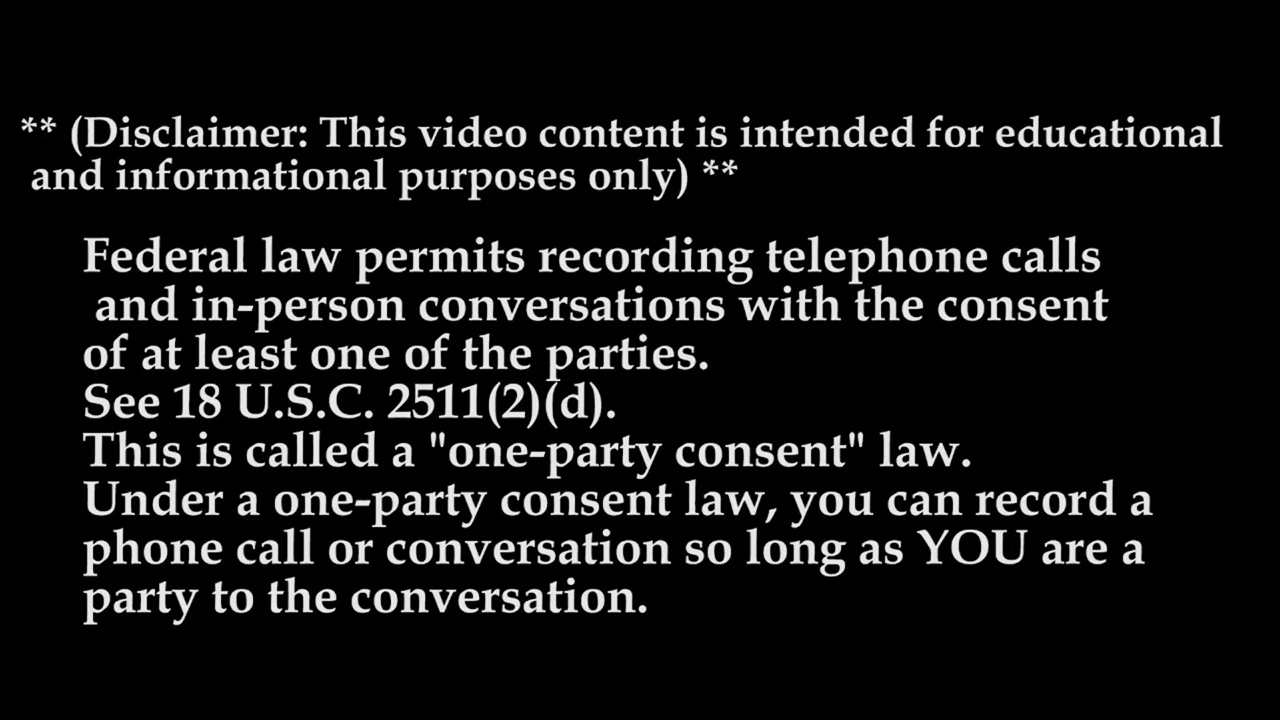 ** (Disclaimer: This video content is intended for educational
and informational purposes only) **
Federal law permits recording telephone calls
and in-person conversations with the consent
of at least one of the parties.
See 18 U.S.C. 2511(2)(d).
This is called a "one-party consent" law.
Under a one-party consent law, you can record a
phone call or conversation so long as YOU are a
party to the conversation.